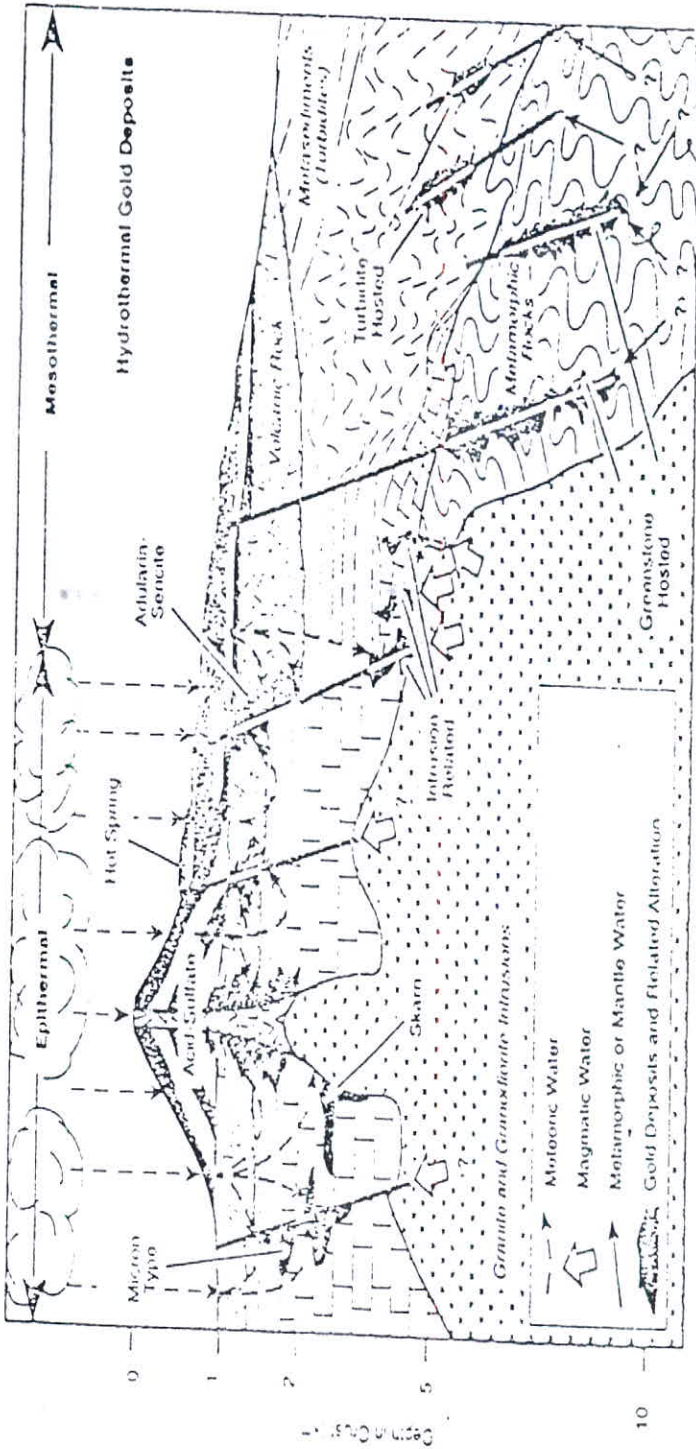 Epithermal
Mesothermal
Hydrothermal Gold Deposits
Hot Spring
Adularia-
Sericite
Acid Sulfate
Volcanic Rock
Metasediments
(Turbidites)
Micron
Type
Skarn
Intrusion
Related
Turbidite
Hosted
Metamorphic
Rocks
Greenstone
Hosted
Granite and Granodiorite Intrusions
?
?
?
?
?
?
Meteoric Water
Magmatic Water
Metamorphic or Mantle Water
Gold Deposits and Related Alteration
0
1
2
5
10
Depth in Crust